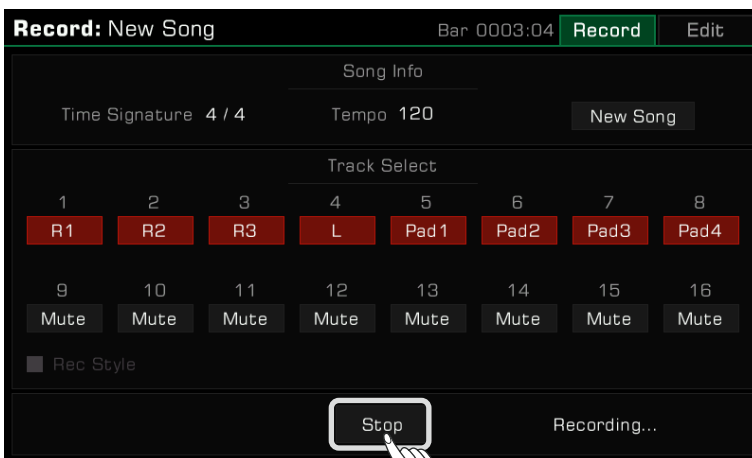 Record: New Song Bar 0003:04 Record Edit
Song Info
Time Signature 4 / 4 Tempo 120 New Song
Track Select
1 2 3 4 5 6 7 8
R1 R2 R3 L Pad1 Pad2 Pad3 Pad4
9 10 11 12 13 14 15 16
Mute Mute Mute Mute Mute Mute Mute Mute
Rec Style
Stop Recording...